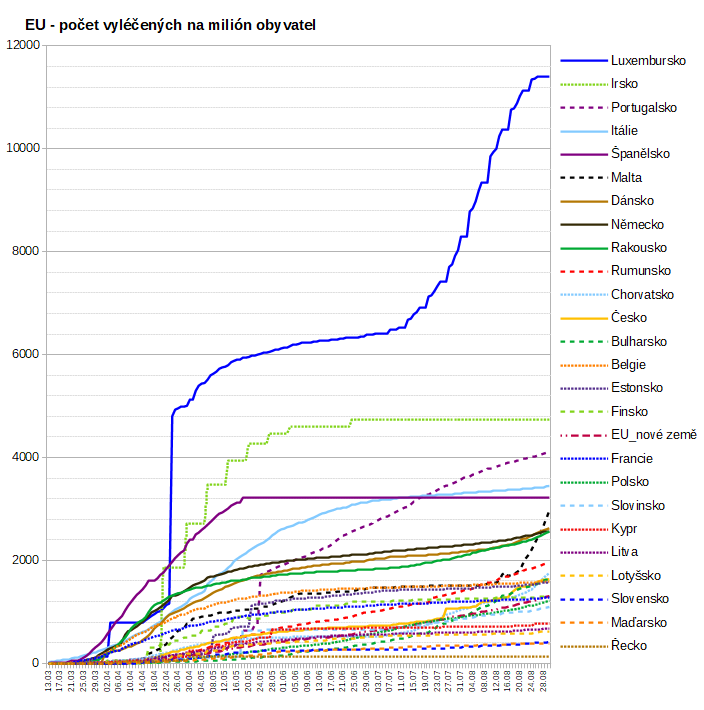 EU - počet vyléčených na milión obyvatel
12000
10000
8000
6000
4000
2000
0
Luxembursko
Irsko
Portugalsko
Itálie
Španělsko
Malta
Dánsko
Německo
Rakousko
Rumunsko
Chorvatsko
Česko
Bulharsko
Belgie
Estonsko
Finsko
EU_nové země
Francie
Polsko
Slovinsko
Kypr
Litva
Lotyšsko
Slovensko
Maďarsko
Řecko
13.03 17.03 21.03 25.03 29.03 02.04 06.04 10.04 14.04 18.04 22.04 26.04 30.04 04.05 08.05 12.05 16.05 20.05 24.05 28.05 01.06 05.06 09.06 13.06 17.06 21.06 25.06 29.06 03.07 07.07 11.07 15.07 19.07 23.07 27.07 31.07 04.08 08.08 12.08 16.08 20.08 24.08 28.08